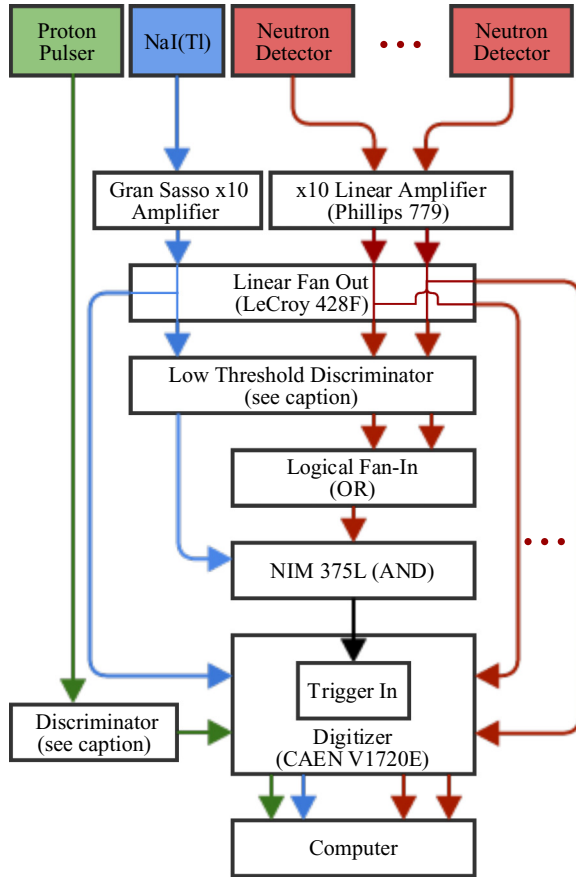 Proton
Pulser
NaI(Tl)
Neutron
Detector
Neutron
Detector
Gran Sasso x10
Amplifier
x10 Linear Amplifier
(Phillips 779)
Linear Fan Out
(LeCroy 428F)
Low Threshold Discriminator
(see caption)
Logical Fan-In
(OR)
NIM 375L (AND)
Trigger In
Discriminator
(see caption)
Digitizer
(CAEN V1720E)
Computer